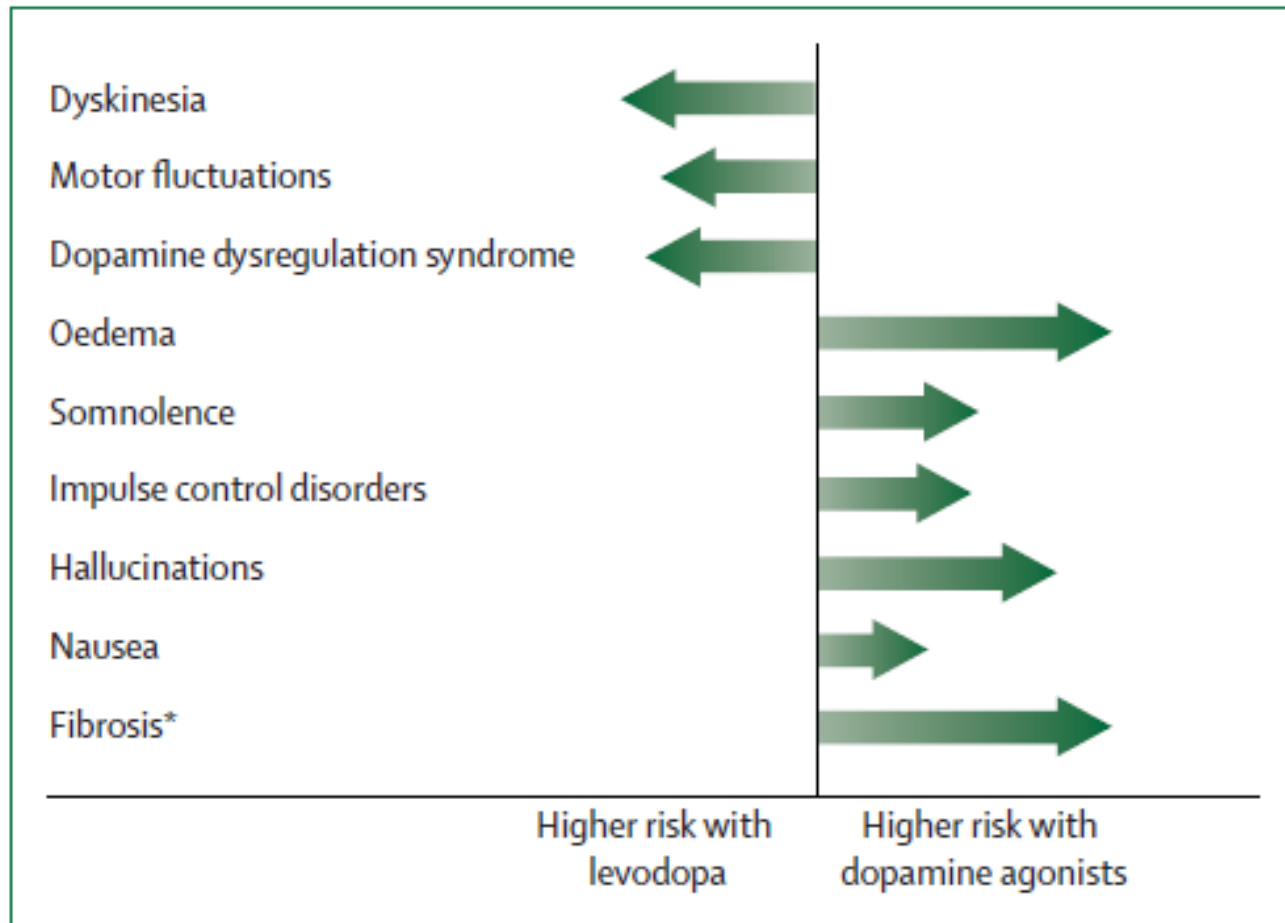 Dyskinesia
Motor fluctuations
Dopamine dysregulation syndrome
Oedema
Somnolence
Impulse control disorders
Hallucinations
Nausea
Fibrosis*
Higher risk with
levodopa
Higher risk with
dopamine agonists